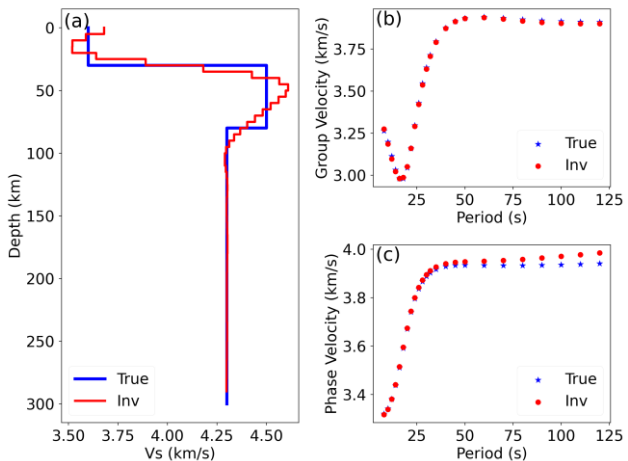 (a)
0
50
100
150
200
250
300
Depth (km)
True
Inv
3.50 3.75 4.00 4.25 4.50
Vs (km/s)
(b)
3.75
3.50
3.25
3.00
Group Velocity (km/s)
True
Inv
25 50 75 100 125
Period (s)
(c)
4.0
3.8
3.6
3.4
Phase Velocity (km/s)
True
Inv
25 50 75 100 125
Period (s)